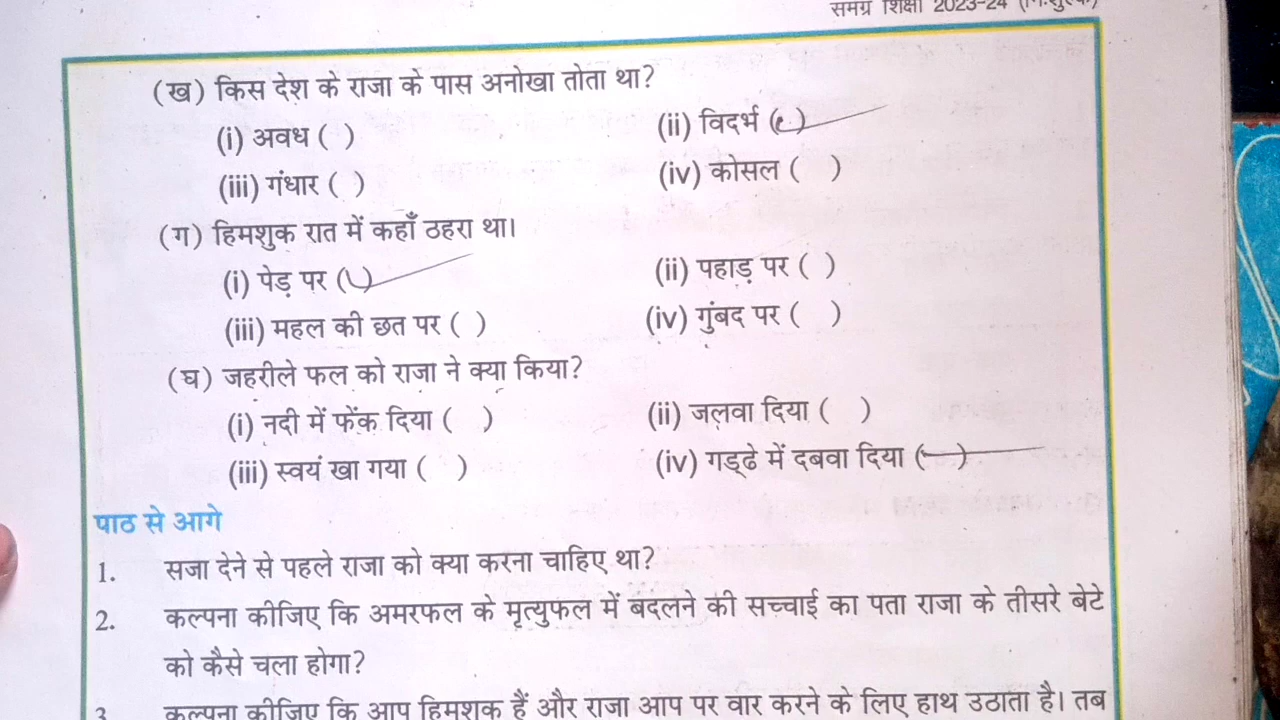 समग्र शिक्षा 2023-24 (नि:शुल्क)
(ख) किस देश के राजा के पास अनोखा तोता था?
(i) अवध ( ) (ii) विदर्भ ( )
(iii) गंधार ( ) (iv) कोसल ( )
(ग) हिमशुक रात में कहाँ ठहरा था।
(i) पेड़ पर ( ) (ii) पहाड़ पर ( )
(iii) महल की छत पर ( ) (iv) गुंबद पर ( )
(घ) जहरीले फल को राजा ने क्या किया?
(i) नदी में फेंक दिया ( ) (ii) जलवा दिया ( )
(iii) स्वयं खा गया ( ) (iv) गड्ढे में दबवा दिया ( )
पाठ से आगे
1. सजा देने से पहले राजा को क्या करना चाहिए था?
2. कल्पना कीजिए कि अमरफल के मृत्युफल में बदलने की सच्चाई का पता राजा के तीसरे बेटे
को कैसे चला होगा?
3. कल्पना कीजिए कि आप हिमशुक हैं और राजा आप पर वार करने के लिए हाथ उठाता है। तब